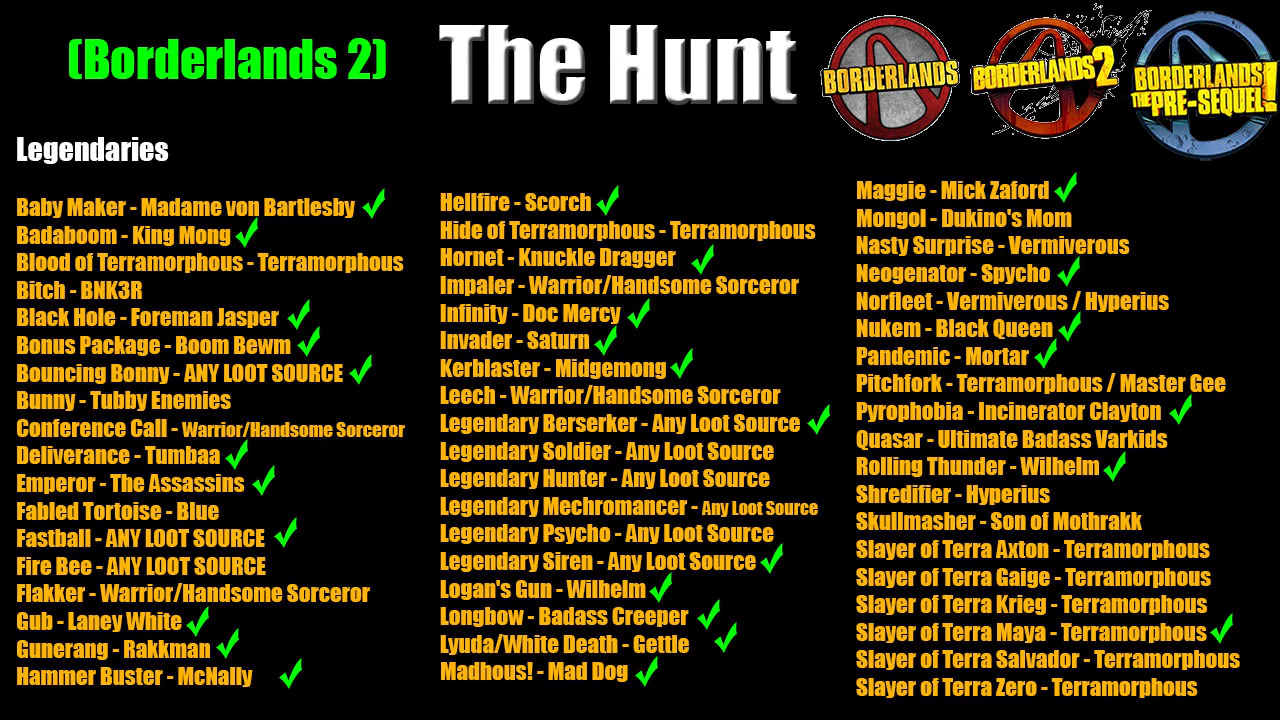 (Borderlands 2)
The Hunt
BORDERLANDS
BORDERLANDS 2
BORDERLANDS
THE PRE-SEQUEL!
Legendaries
Baby Maker - Madame von Bartlesby
Badaboom - King Mong
Blood of Terramorphous - Terramorphous
Bitch - BNK3R
Black Hole - Foreman Jasper
Bonus Package - Boom Bewm
Bouncing Bonny - ANY LOOT SOURCE
Bunny - Tubby Enemies
Conference Call - Warrior/Handsome Sorceror
Deliverance - Tumbaa
Emperor - The Assassins
Fabled Tortoise - Blue
Fastball - ANY LOOT SOURCE
Fire Bee - ANY LOOT SOURCE
Flakker - Warrior/Handsome Sorceror
Gub - Laney White
Gunerang - Rakkman
Hammer Buster - McNally
Hellfire - Scorch
Hide of Terramorphous - Terramorphous
Hornet - Knuckle Dragger
Impaler - Warrior/Handsome Sorceror
Infinity - Doc Mercy
Invader - Saturn
Kerblaster - Midgemong
Leech - Warrior/Handsome Sorceror
Legendary Berserker - Any Loot Source
Legendary Soldier - Any Loot Source
Legendary Hunter - Any Loot Source
Legendary Mechromancer - Any Loot Source
Legendary Psycho - Any Loot Source
Legendary Siren - Any Loot Source
Logan's Gun - Wilhelm
Longbow - Badass Creeper
Lyuda/White Death - Gettle
Madhous! - Mad Dog
Maggie - Mick Zaford
Mongol - Dukino's Mom
Nasty Surprise - Vermiverous
Neogenator - Spycho
Norfleet - Vermiverous / Hyperius
Nukem - Black Queen
Pandemic - Mortar
Pitchfork - Terramorphous / Master Gee
Pyrophobia - Incinerator Clayton
Quasar - Ultimate Badass Varkids
Rolling Thunder - Wilhelm
Shredifier - Hyperius
Skullmasher - Son of Mothrakk
Slayer of Terra Axton - Terramorphous
Slayer of Terra Gaige - Terramorphous
Slayer of Terra Krieg - Terramorphous
Slayer of Terra Maya - Terramorphous
Slayer of Terra Salvador - Terramorphous
Slayer of Terra Zero - Terramorphous